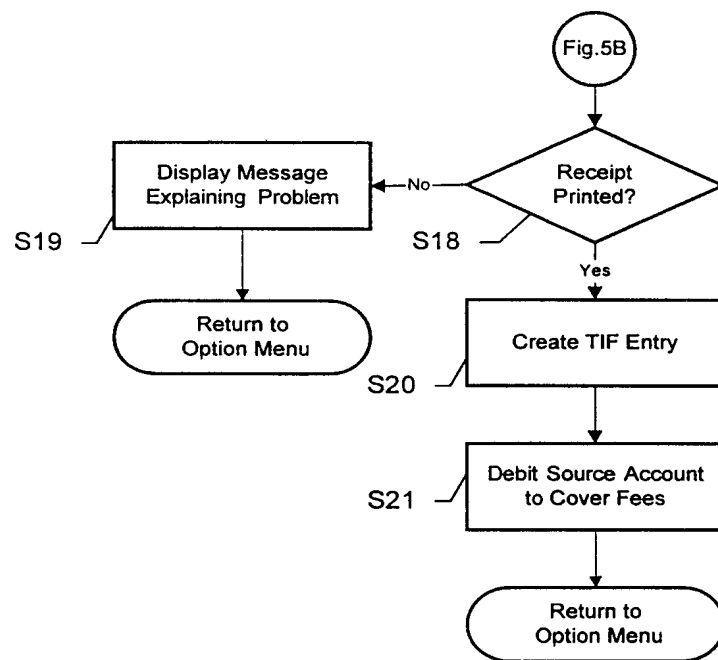 Fig.5B
Receipt
Printed?
S18
No
Display Message
Explaining Problem
S19
Return to
Option Menu
Yes
Create TIF Entry
S20
Debit Source Account
to Cover Fees
S21
Return to
Option Menu